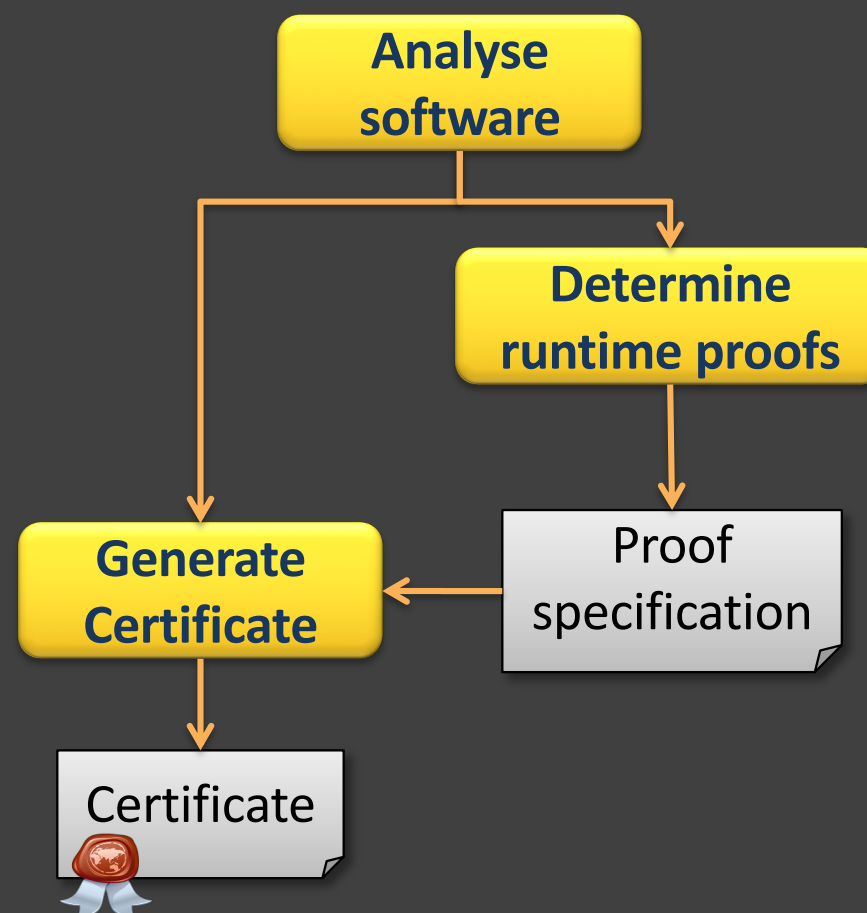 Analyse
software
Determine
runtime proofs
Generate
Certificate
Proof
specification
Certificate